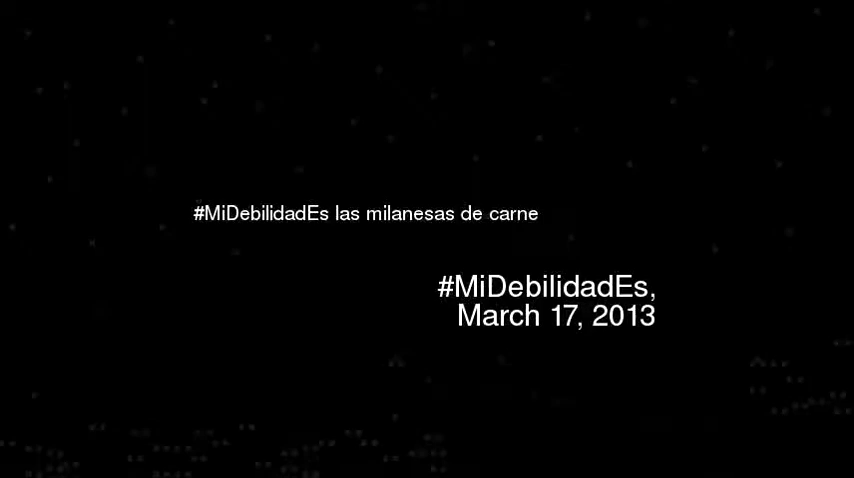 #MiDebilidadEs las milanesas de carne
#MiDebilidadEs,
March 17, 2013